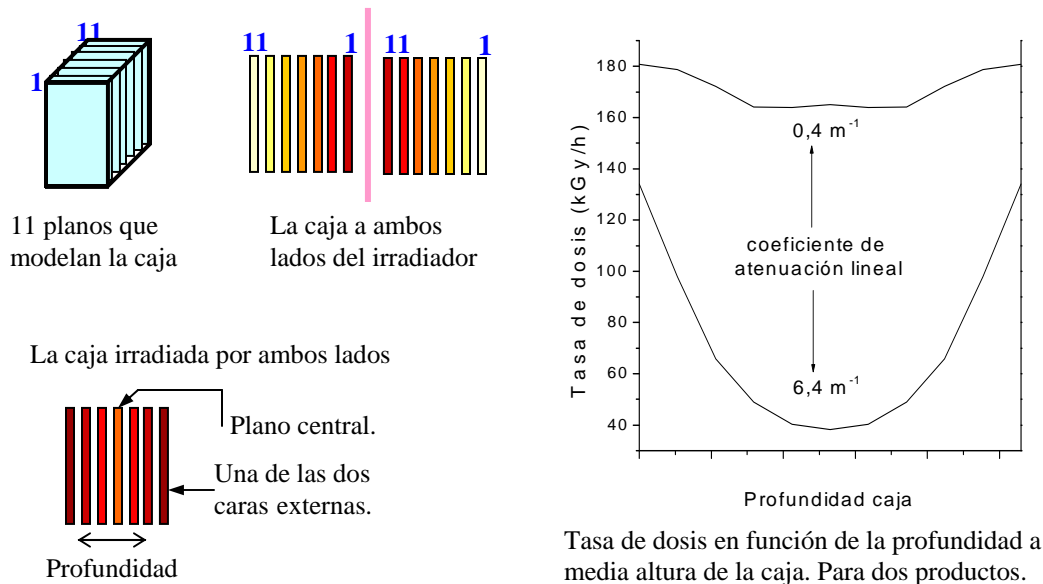 11
1
11 planos que
modelan la caja
11 1 11 1
La caja a ambos
lados del irradiador
La caja irradiada por ambos lados
Plano central.
Una de las dos
caras externas.
Profundidad
Tasa de dosis (kGy/h)
180
160
140
120
100
80
60
40
0,4 m-1
coeficiente de
atenuación lineal
6,4 m-1
Profundidad caja
Tasa de dosis en función de la profundidad a
media altura de la caja. Para dos productos.